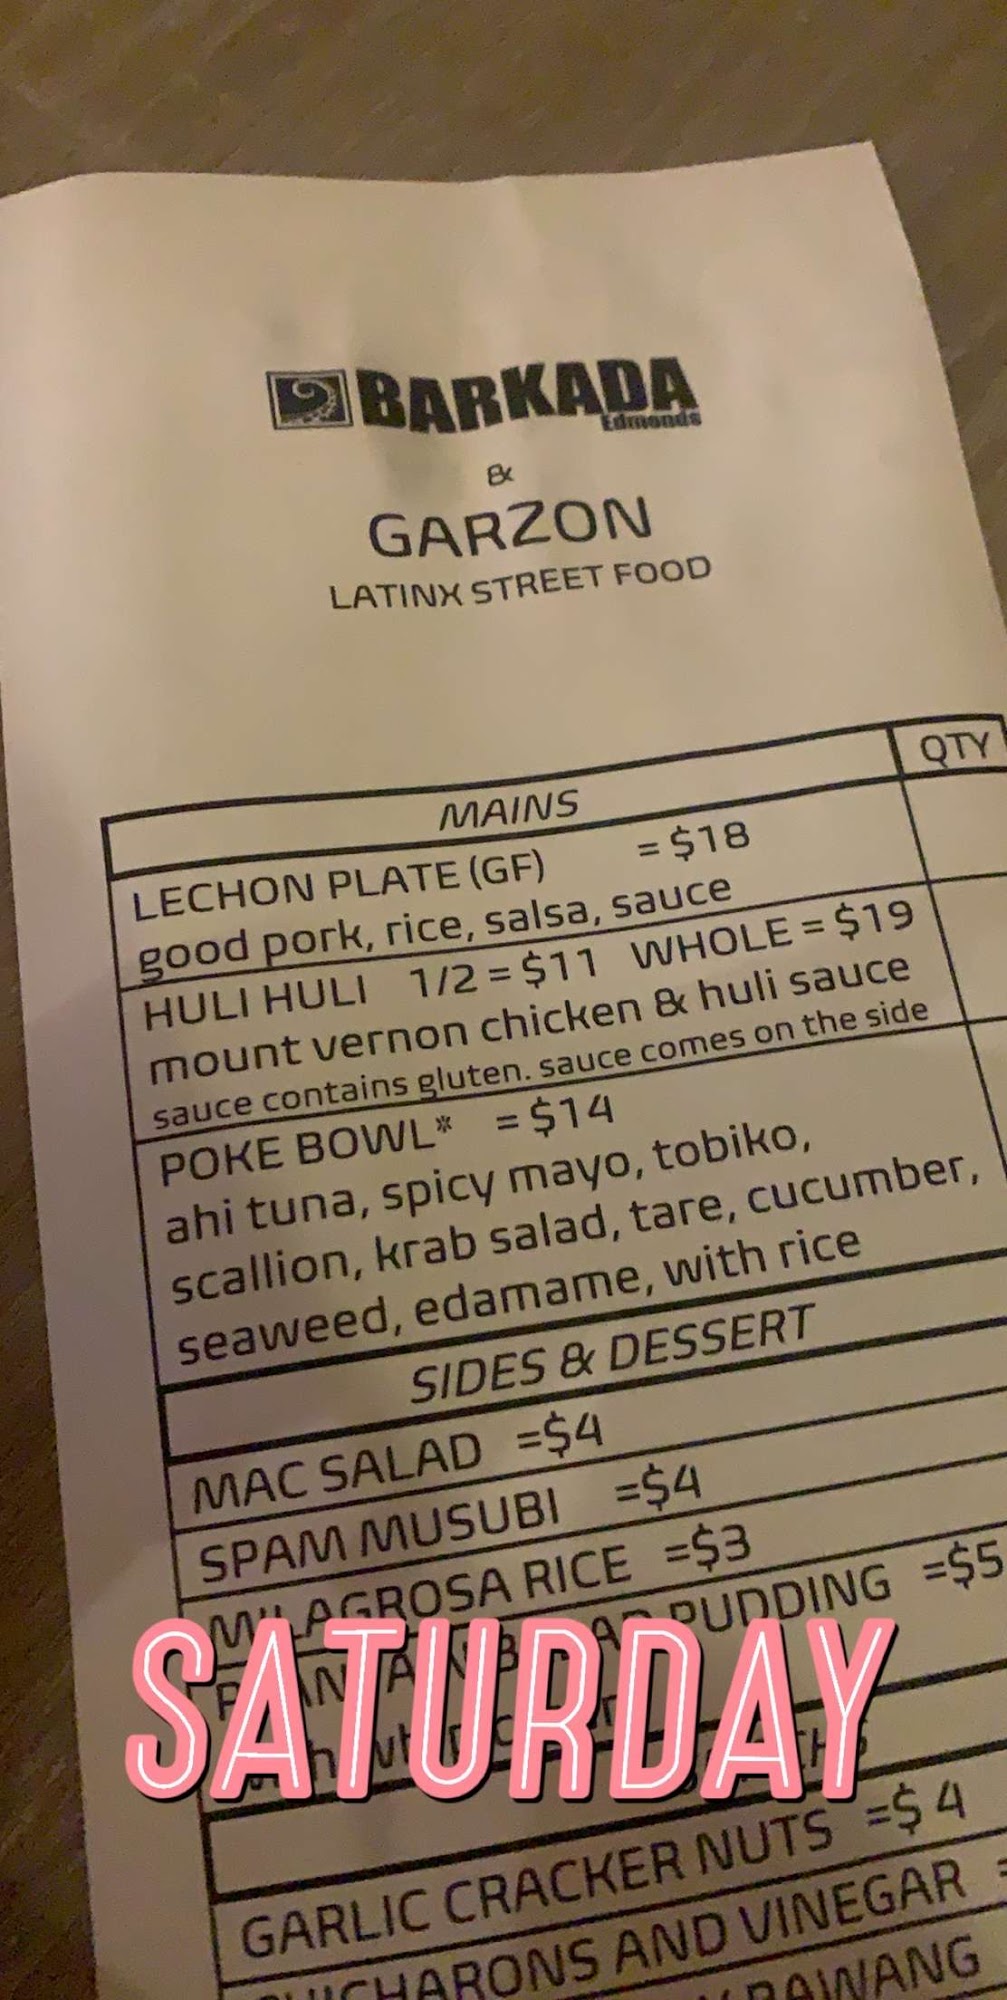 BARKADA
Edmonds
&
GARZON
LATINX STREET FOOD
MAINS QTY
LECHON PLATE (GF) =$18
good pork, rice, salsa, sauce
HULI HULI 1/2=$11 WHOLE=$19
mount vernon chicken & huli sauce
sauce contains gluten. sauce comes on the side
POKE BOWL* =$14
ahi tuna, spicy mayo, tobiko,
scallion, krab salad, tare, cucumber,
seaweed, edamame, with rice
SIDES & DESSERT
MAC SALAD =$4
SPAM MUSUBI =$4
MILAGROSA RICE =$3
PUDDING =$5
SATURDAY
GARLIC CRACKER NUTS =$4
AND VINEGAR